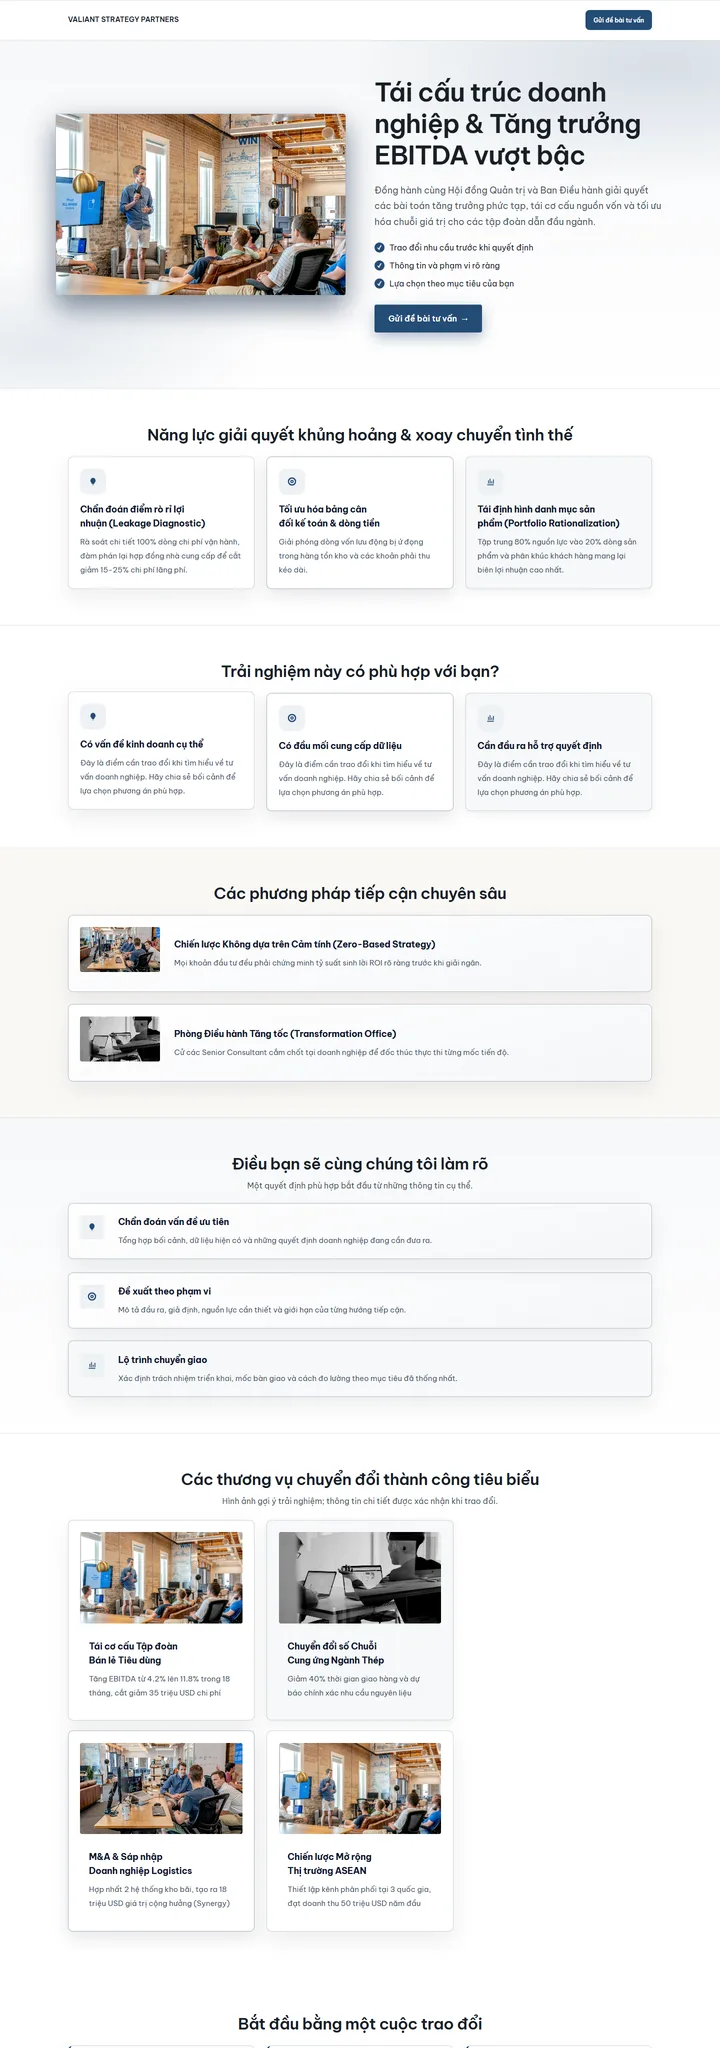 VALIANT STRATEGY PARTNERS
Gửi đề bài tư vấn
WIN
Tái cấu trúc doanh
nghiệp & Tăng trưởng
EBITDA vượt bậc
Đồng hành cùng Hội đồng Quản trị và Ban Điều hành giải quyết
các bài toán tăng trưởng phức tạp, tái cơ cấu nguồn vốn và tối ưu
hóa chuỗi giá trị cho các tập đoàn dẫn đầu ngành.
Trao đổi nhu cầu trước khi quyết định
Thông tin và phạm vi rõ ràng
Lựa chọn theo mục tiêu của bạn
Gửi đề bài tư vấn →
Năng lực giải quyết khủng hoảng & xoay chuyển tình thế
Chẩn đoán điểm rò rỉ lợi
nhuận (Leakage Diagnostic)
Rà soát chi tiết 100% dòng chi phí vận hành,
đàm phán lại hợp đồng nhà cung cấp để cắt
giảm 15-25% chi phí lãng phí.
Tối ưu hóa bảng cân
đối kế toán & dòng tiền
Giải phóng dòng vốn lưu động bị ứ đọng
trong hàng tồn kho và các khoản phải thu
kéo dài.
Tái định hình danh mục sản
phẩm (Portfolio Rationalization)
Tập trung 80% nguồn lực vào 20% dòng sản
phẩm và phân khúc khách hàng mang lại
biên lợi nhuận cao nhất.
Trải nghiệm này có phù hợp với bạn?
Có vấn đề kinh doanh cụ thể
Đây là điểm cần trao đổi khi tìm hiểu về tư
vấn doanh nghiệp. Hãy chia sẻ bối cảnh để
lựa chọn phương án phù hợp.
Có đầu mối cung cấp dữ liệu
Đây là điểm cần trao đổi khi tìm hiểu về tư
vấn doanh nghiệp. Hãy chia sẻ bối cảnh để
lựa chọn phương án phù hợp.
Cần đầu ra hỗ trợ quyết định
Đây là điểm cần trao đổi khi tìm hiểu về tư
vấn doanh nghiệp. Hãy chia sẻ bối cảnh để
lựa chọn phương án phù hợp.
Các phương pháp tiếp cận chuyên sâu
Chiến lược Không dựa trên Cảm tính (Zero-Based Strategy)
Mọi khoản đầu tư đều phải chứng minh tỷ suất sinh lời ROI rõ ràng trước khi giải ngân.
Phòng Điều hành Tăng tốc (Transformation Office)
Cử các Senior Consultant cắm chốt tại doanh nghiệp để đốc thúc thực thi từng mốc tiến độ.
Điều bạn sẽ cùng chúng tôi làm rõ
Một quyết định phù hợp bắt đầu từ những thông tin cụ thể.
Chẩn đoán vấn đề ưu tiên
Tổng hợp bối cảnh, dữ liệu hiện có và những quyết định doanh nghiệp đang cần đưa ra.
Đề xuất theo phạm vi
Mô tả đầu ra, giả định, nguồn lực cần thiết và giới hạn của từng hướng tiếp cận.
Lộ trình chuyển giao
Xác định trách nhiệm triển khai, mốc bàn giao và cách đo lường theo mục tiêu đã thống nhất.
Các thương vụ chuyển đổi thành công tiêu biểu
Hình ảnh gợi ý trải nghiệm; thông tin chi tiết được xác nhận khi trao đổi.
Tái cơ cấu Tập đoàn
Bán lẻ Tiêu dùng
Tăng EBITDA từ 4.2% lên 11.8% trong 18
tháng, cắt giảm 35 triệu USD chi phí
Chuyển đổi số Chuỗi
Cung ứng Ngành Thép
Giảm 40% thời gian giao hàng và dự
báo chính xác nhu cầu nguyên liệu
M&A & Sáp nhập
Doanh nghiệp Logistics
Hợp nhất 2 hệ thống kho bãi, tạo ra 18
triệu USD giá trị cộng hưởng (Synergy)
Chiến lược Mở rộng
Thị trường ASEAN
Thiết lập kênh phân phối tại 3 quốc gia,
đạt doanh thu 50 triệu USD năm đầu
Bắt đầu bằng một cuộc trao đổi